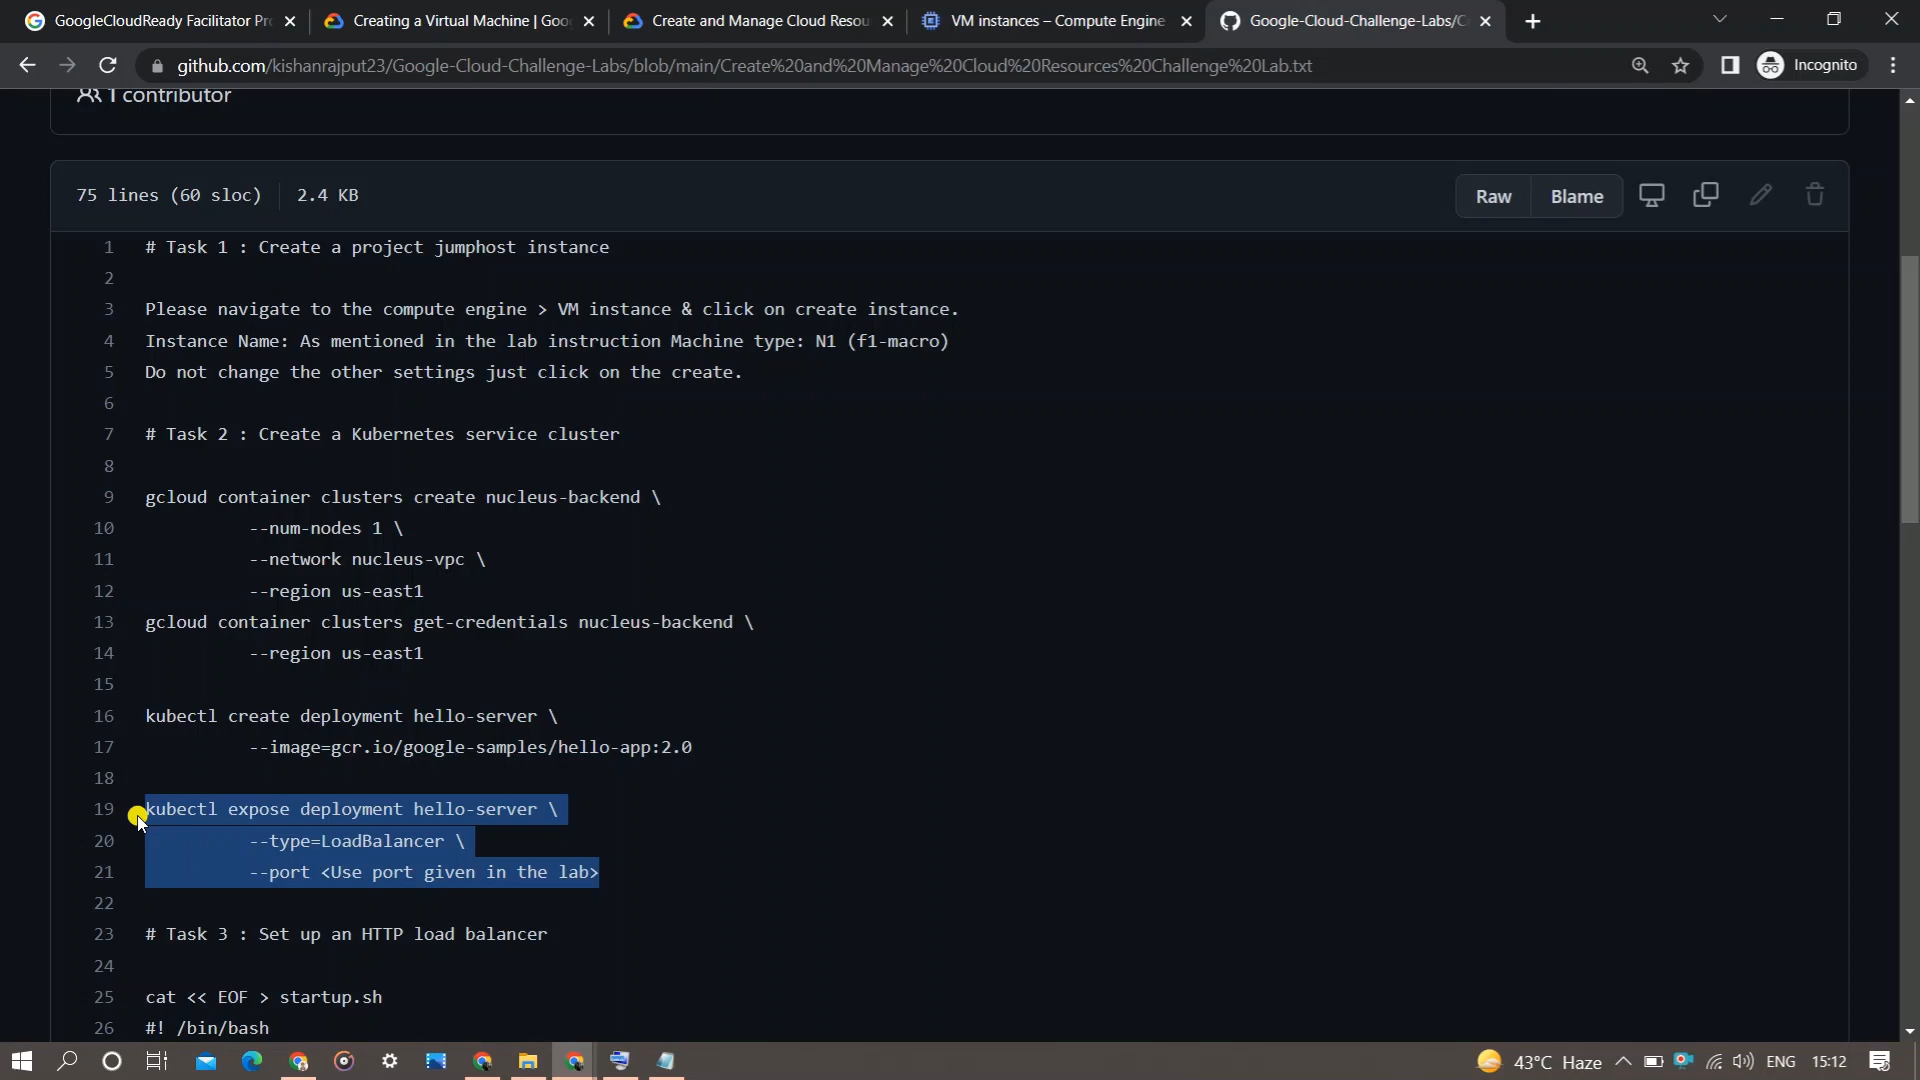 GoogleCloudReady Facilitator Pr
Creating a Virtual Machine | Goo
Create and Manage Cloud Resou
VM instances – Compute Engine
Google-Cloud-Challenge-Labs/C
github.com/kishanrajput23/Google-Cloud-Challenge-Labs/blob/main/Create%20and%20Manage%20Cloud%20Resources%20Challenge%20Lab.txt
Incognito
1 contributor
75 lines (60 sloc) 2.4 KB
Raw Blame
1 # Task 1 : Create a project jumphost instance
2
3 Please navigate to the compute engine > VM instance & click on create instance.
4 Instance Name: As mentioned in the lab instruction Machine type: N1 (f1-macro)
5 Do not change the other settings just click on the create.
6
7 # Task 2 : Create a Kubernetes service cluster
8
9 gcloud container clusters create nucleus-backend \
10 --num-nodes 1 \
11 --network nucleus-vpc \
12 --region us-east1
13 gcloud container clusters get-credentials nucleus-backend \
14 --region us-east1
15
16 kubectl create deployment hello-server \
17 --image=gcr.io/google-samples/hello-app:2.0
18
19 kubectl expose deployment hello-server \
20 --type=LoadBalancer \
21 --port <Use port given in the lab>
22
23 # Task 3 : Set up an HTTP load balancer
24
25 cat << EOF > startup.sh
26 #! /bin/bash
43°C Haze ENG 15:12